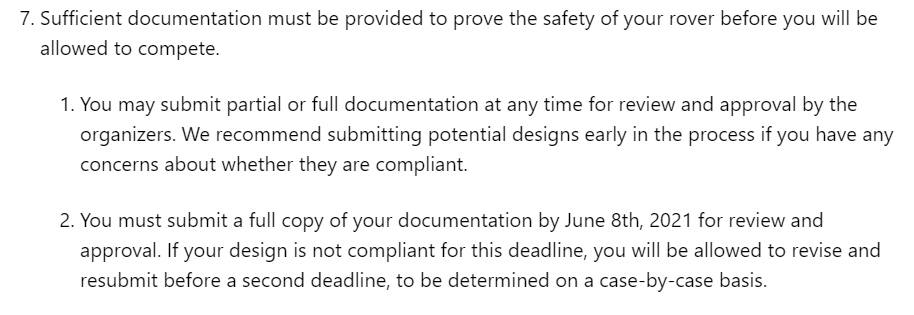 7. Sufficient documentation must be provided to prove the safety of your rover before you will be
allowed to compete.
1. You may submit partial or full documentation at any time for review and approval by the
organizers. We recommend submitting potential designs early in the process if you have any
concerns about whether they are compliant.
2. You must submit a full copy of your documentation by June 8th, 2021 for review and
approval. If your design is not compliant for this deadline, you will be allowed to revise and
resubmit before a second deadline, to be determined on a case-by-case basis.